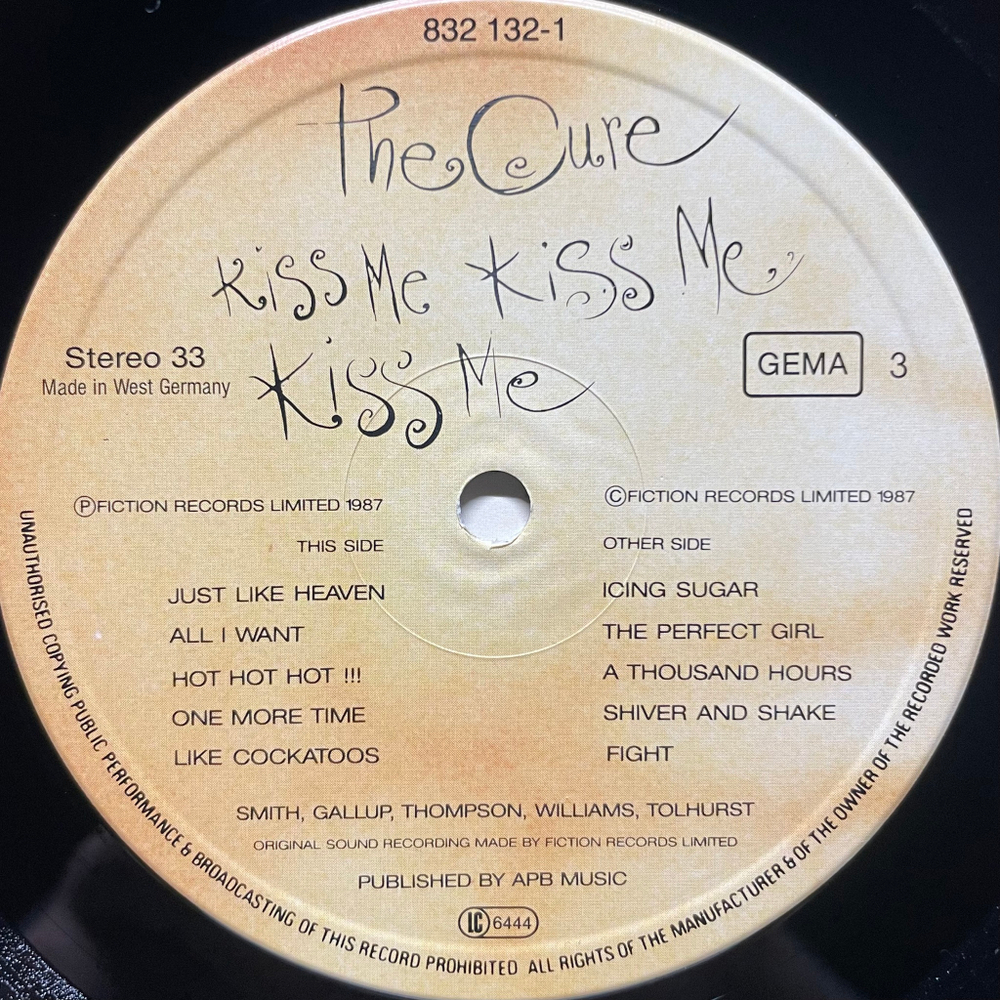 832 132-1
The Cure
Kiss Me Kiss Me
Kiss Me
Stereo 33
Made in West Germany
GEMA 3
ⓅFICTION RECORDS LIMITED 1987
THIS SIDE
JUST LIKE HEAVEN
ALL I WANT
HOT HOT HOT !!!
ONE MORE TIME
LIKE COCKATOOS
ⒸFICTION RECORDS LIMITED 1987
OTHER SIDE
ICING SUGAR
THE PERFECT GIRL
A THOUSAND HOURS
SHIVER AND SHAKE
FIGHT
SMITH, GALLUP, THOMPSON, WILLIAMS, TOLHURST
ORIGINAL SOUND RECORDING MADE BY FICTION RECORDS LIMITED
PUBLISHED BY APB MUSIC
LC 6444
UNAUTHORISED COPYING PUBLIC PERFORMANCE & BROADCASTING OF THIS RECORD PROHIBITED ALL RIGHTS OF THE MANUFACTURER & OF THE OWNER OF THE RECORDED WORK RESERVED